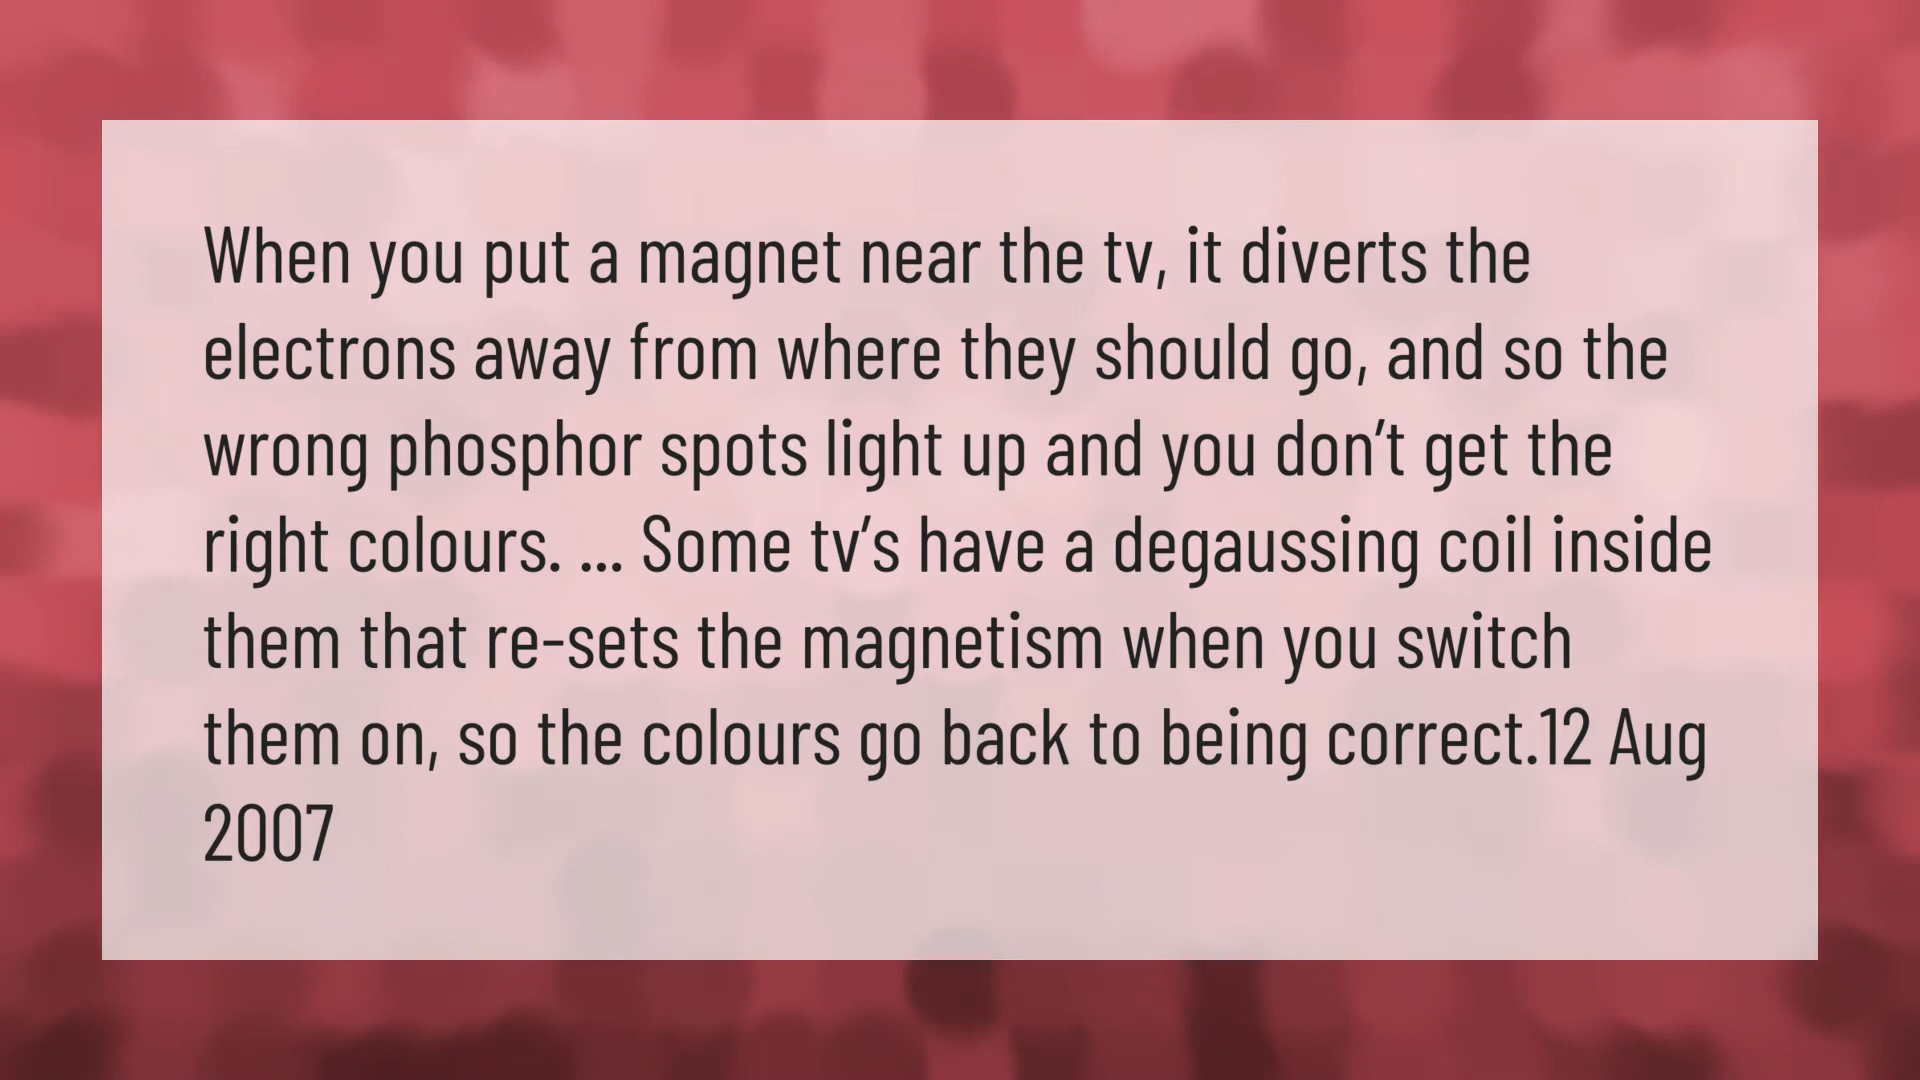 When you put a magnet near the tv, it diverts the
electrons away from where they should go, and so the
wrong phosphor spots light up and you don’t get the
right colours. ... Some tv’s have a degaussing coil inside
them that re-sets the magnetism when you switch
them on, so the colours go back to being correct.12 Aug
2007